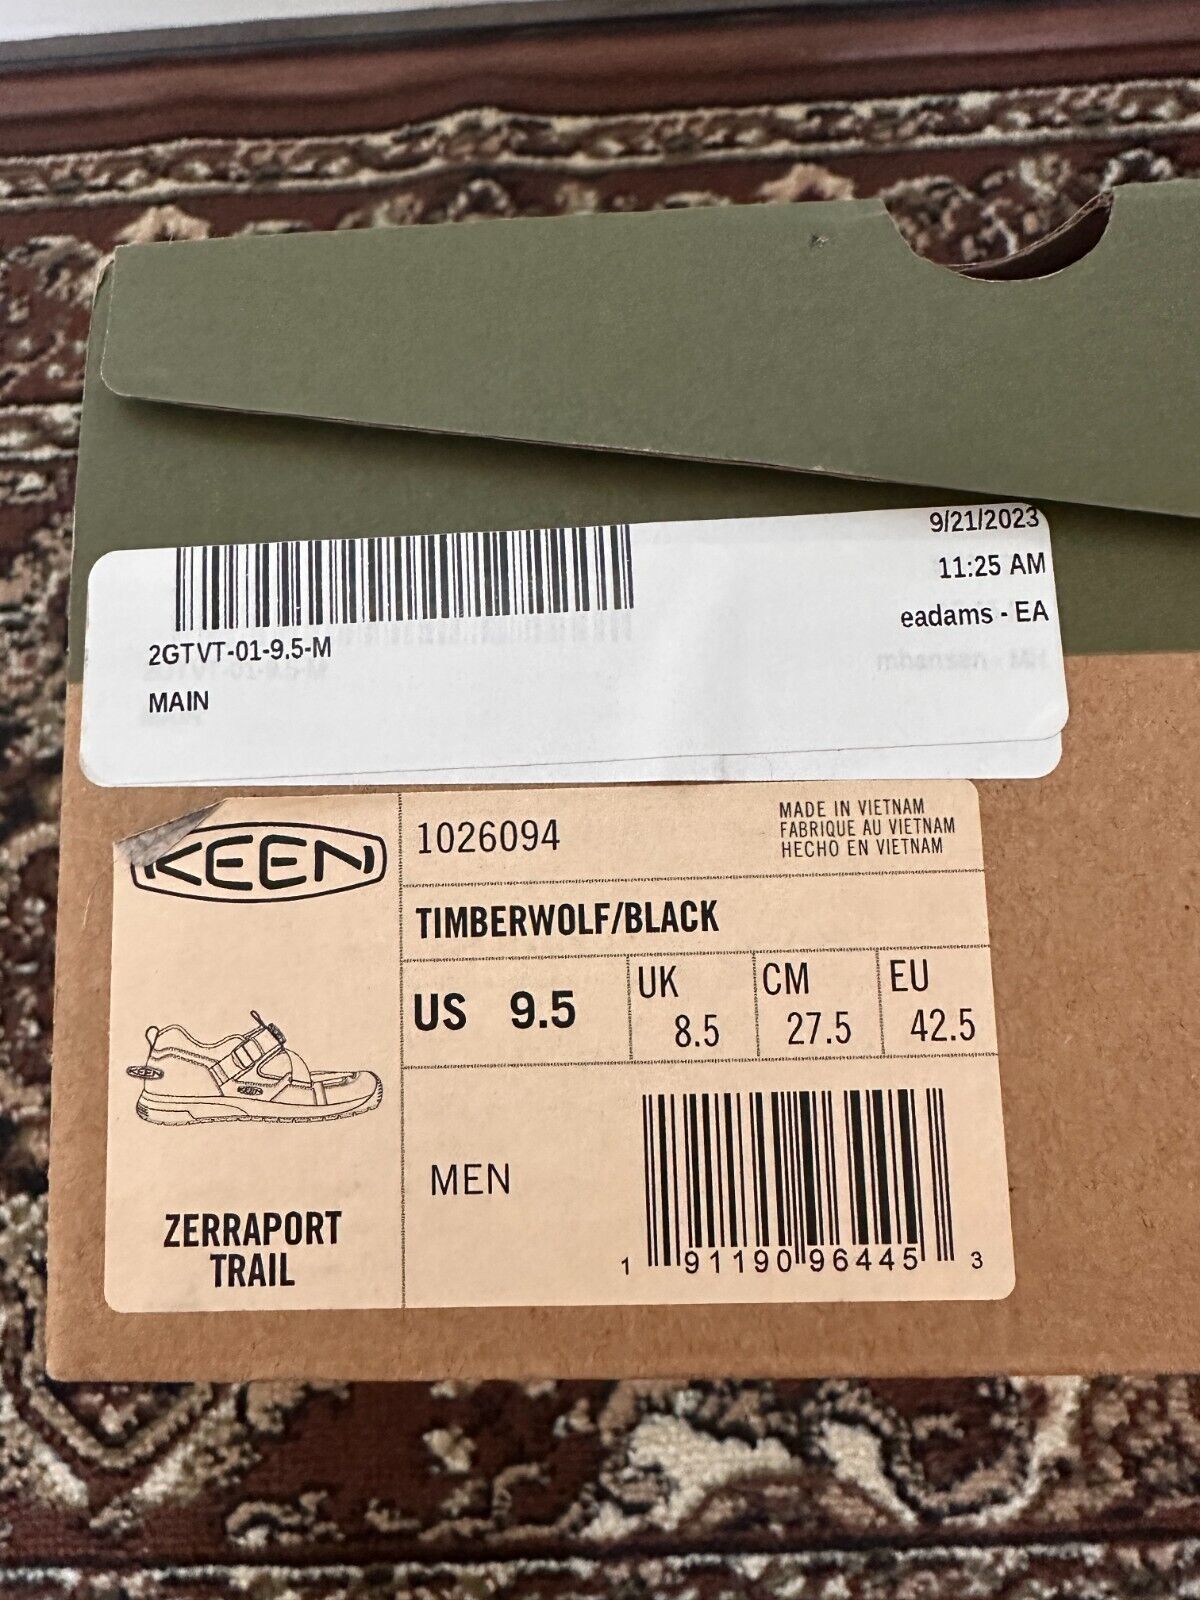 9/21/2023
11:25 AM
eadams - EA
2GTVT-01-9.5-M
MAIN
KEEN
1026094
MADE IN VIETNAM
FABRIQUE AU VIETNAM
HECHO EN VIETNAM
TIMBERWOLF/BLACK
US 9.5
UK 8.5
CM 27.5
EU 42.5
KEEN
KEEN
MEN
ZERRAPORT
TRAIL
1 91190 96445 3